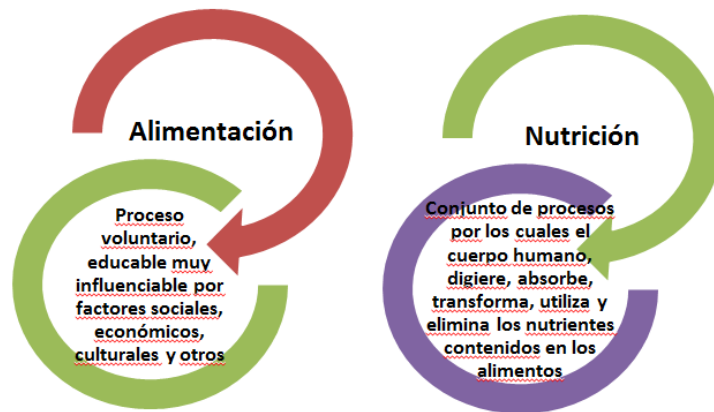 Alimentación
Proceso
voluntario,
educable muy
influenciable por
factores sociales,
económicos,
culturales y otros
Nutrición
Conjunto de procesos
por los cuales el
cuerpo humano,
digiere, absorbe,
transforma, utiliza y
elimina los nutrientes
contenidos en los
alimentos